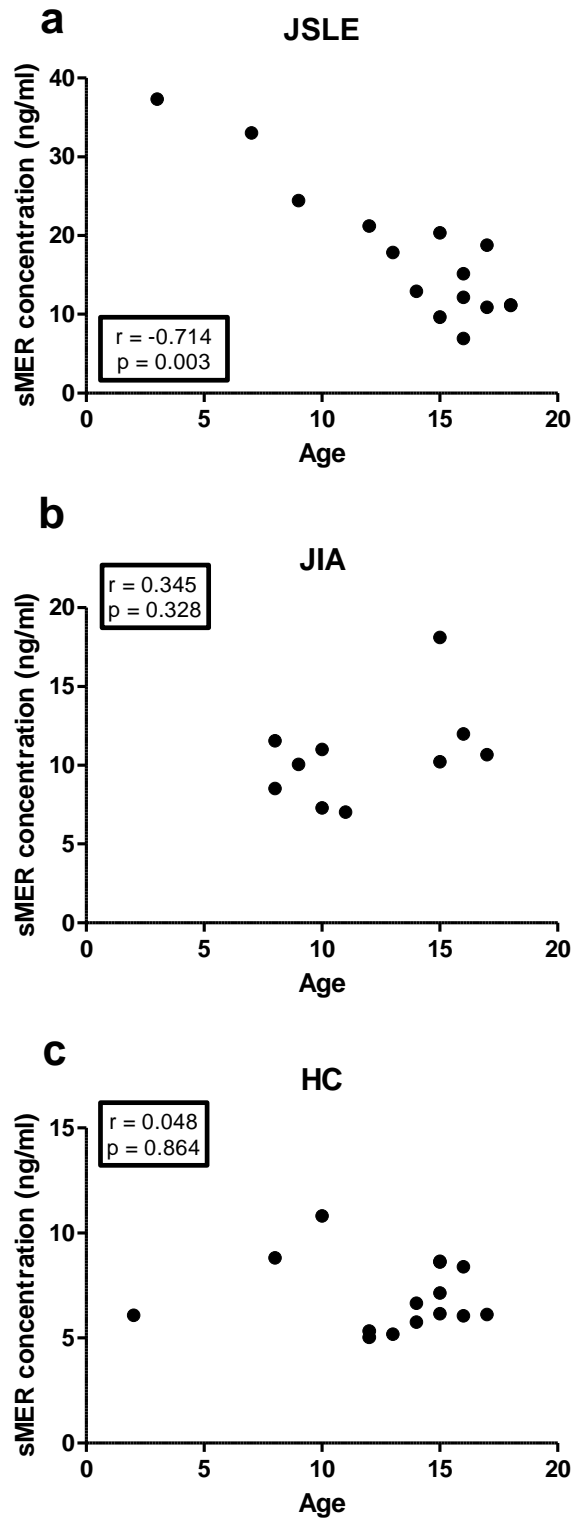 a
JSLE
sMER concentration (ng/ml)
40
30
20
10
0
r = -0.714
p = 0.003
0 5 10 15 20
Age
b
JIA
r = 0.345
p = 0.328
sMER concentration (ng/ml)
20
15
10
5
0
0 5 10 15 20
Age
c
HC
r = 0.048
p = 0.864
sMER concentration (ng/ml)
15
10
5
0
0 5 10 15 20
Age